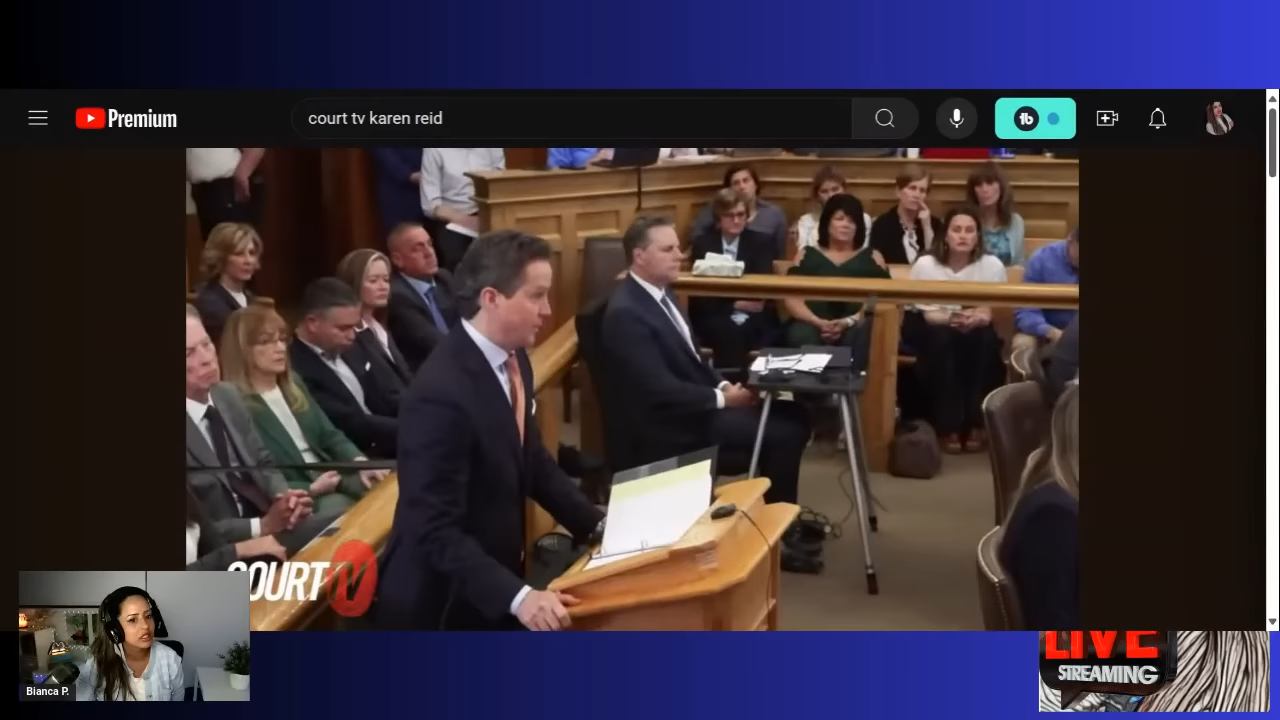 Premium
court tv karen reid
COURT TV
Bianca P.
LIVE
STREAMING